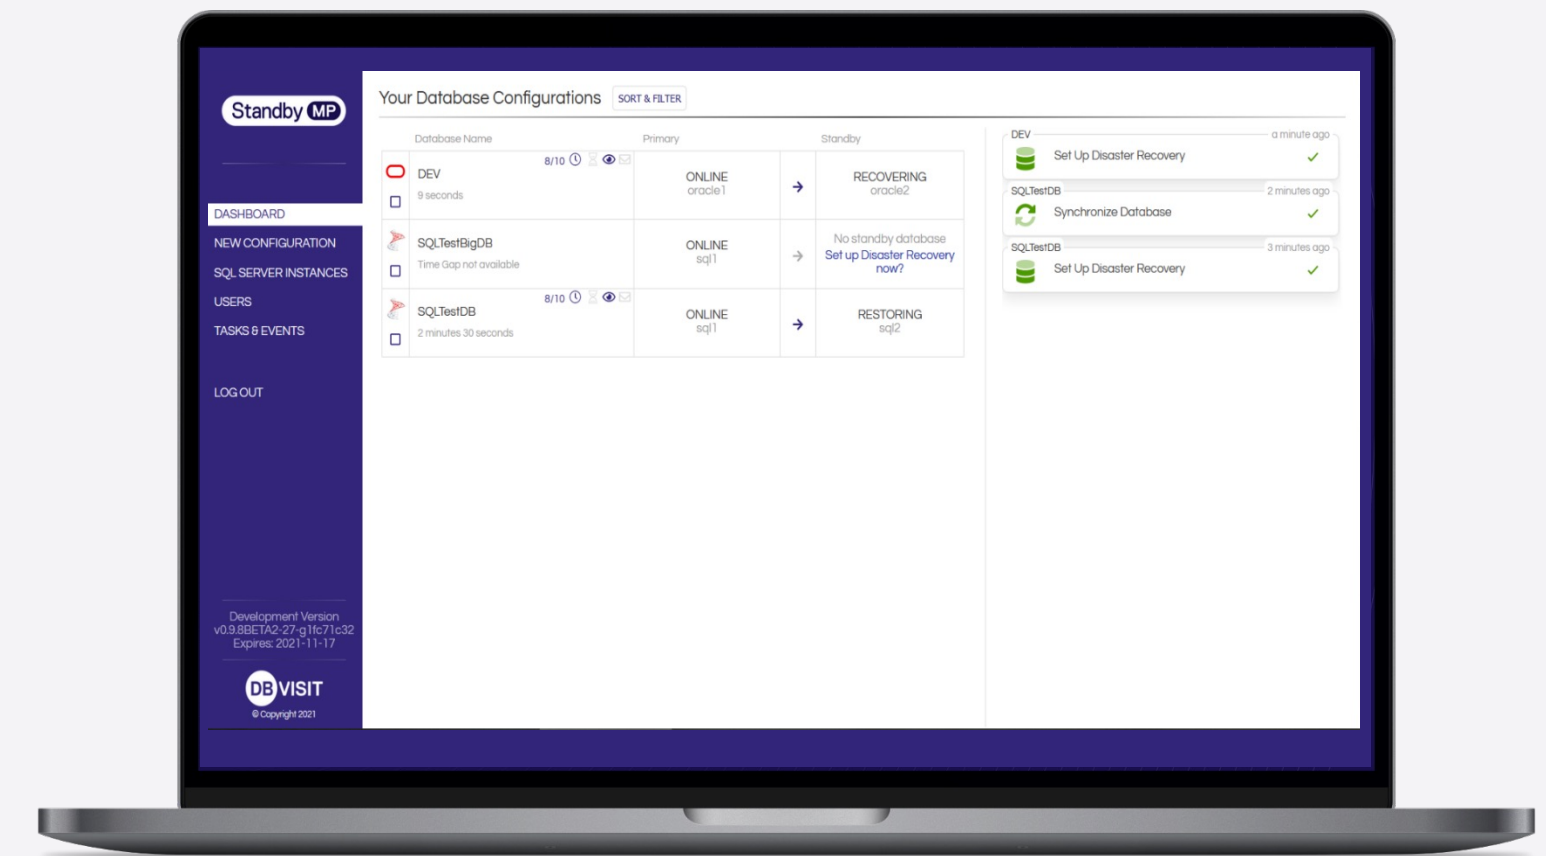 Standby MP
DASHBOARD
NEW CONFIGURATION
SQL SERVER INSTANCES
USERS
TASKS & EVENTS
LOG OUT
Development Version
v0.9.8BETA2-27-g1fc71c32
Expires: 2021-11-17
DBVISIT
© Copyright 2021
Your Database Configurations SORT & FILTER
Database Name Primary Standby
8/10
DEV
9 seconds
ONLINE
oracle1
RECOVERING
oracle2
SQLTestBigDB
Time Gap not available
ONLINE
sql1
No standby database
Set up Disaster Recovery
now?
8/10
SQLTestDB
2 minutes 30 seconds
ONLINE
sql1
RESTORING
sql2
DEV a minute ago
Set Up Disaster Recovery
SQLTestDB 2 minutes ago
Synchronize Database
SQLTestDB 3 minutes ago
Set Up Disaster Recovery